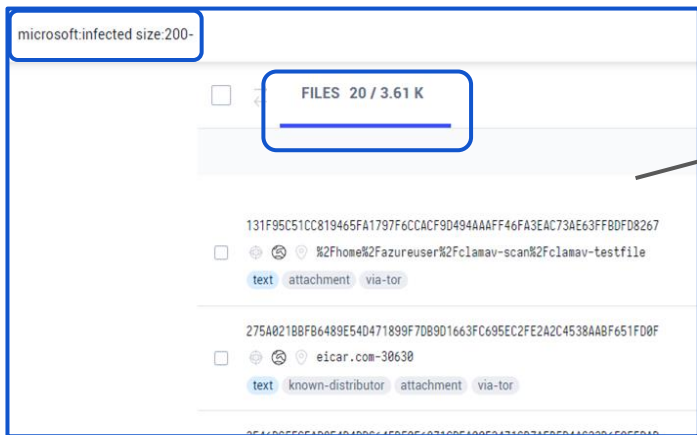 microsoft:infected size:200-
FILES 20 / 3.61 K
131F95C51CC819465FA1797F6CCACF9D494AAAFF46FA3EAC73AE63FFBDFD8267
%2Fhome%2Fazureuser%2Fclamav-scan%2Fclamav-testfile
text attachment via-tor
275A021BBFB6489E54D471899F7DB9D1663FC695EC2FE2A2C4538AABF651FD0F
eicar.com-30630
text known-distributor attachment via-tor